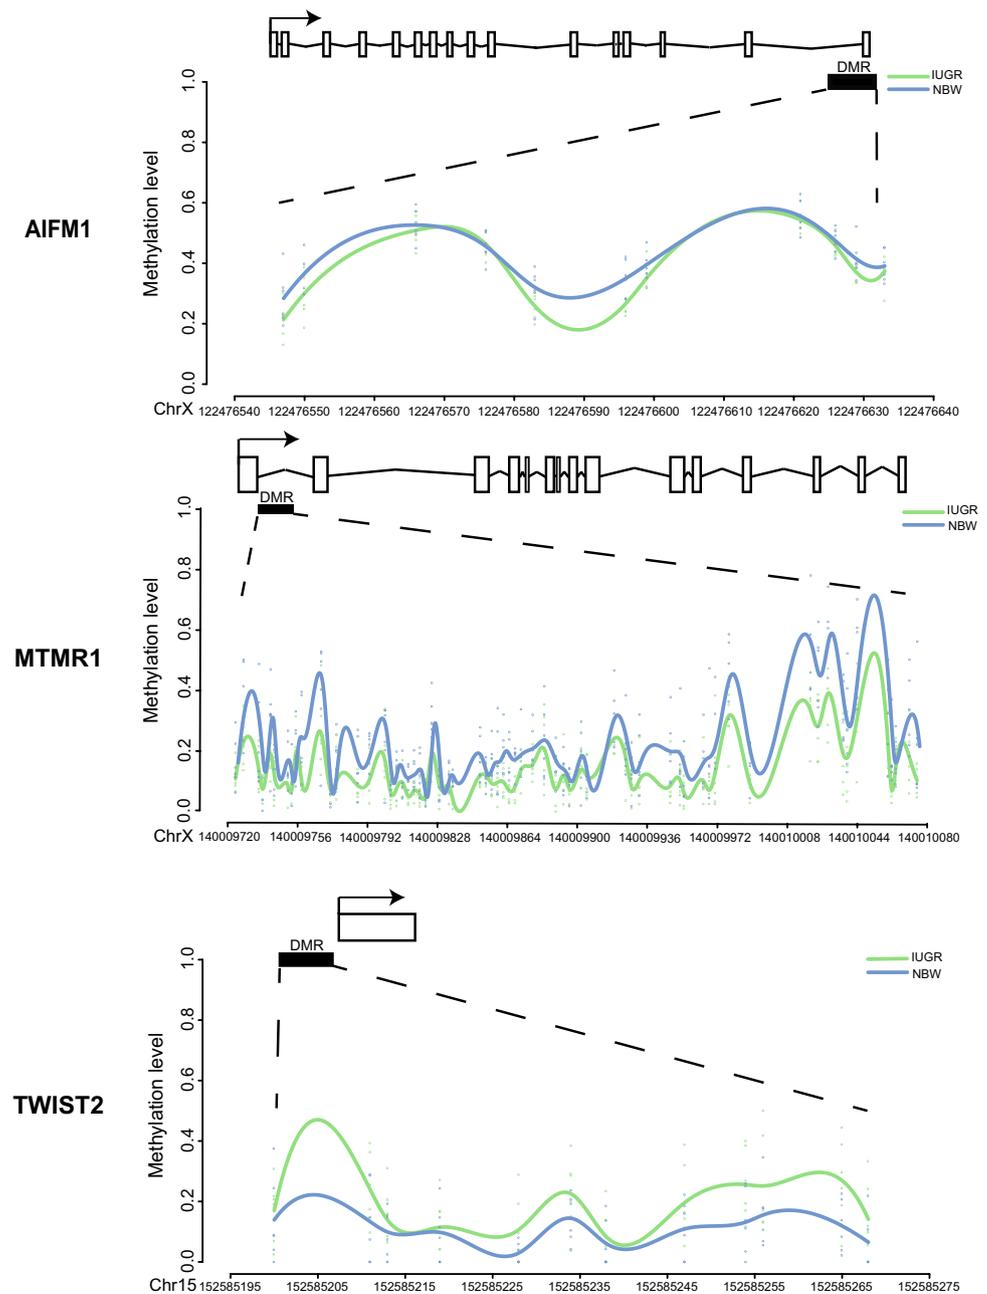 DMR
IUGR
NBW
1.0
0.8
0.6
0.4
0.2
0.0
Methylation level
AIFM1
ChrX 122476540 122476550 122476560 122476570 122476580 122476590 122476600 122476610 122476620 122476630 122476640
DMR
IUGR
NBW
1.0
0.8
0.6
0.4
0.2
0.0
Methylation level
MTMR1
ChrX 140009720 140009756 140009792 140009828 140009864 140009900 140009936 140009972 140010008 140010044 140010080
DMR
IUGR
NBW
1.0
0.8
0.6
0.4
0.2
0.0
Methylation level
TWIST2
Chr15 152585195 152585205 152585215 152585225 152585235 152585245 152585255 152585265 152585275